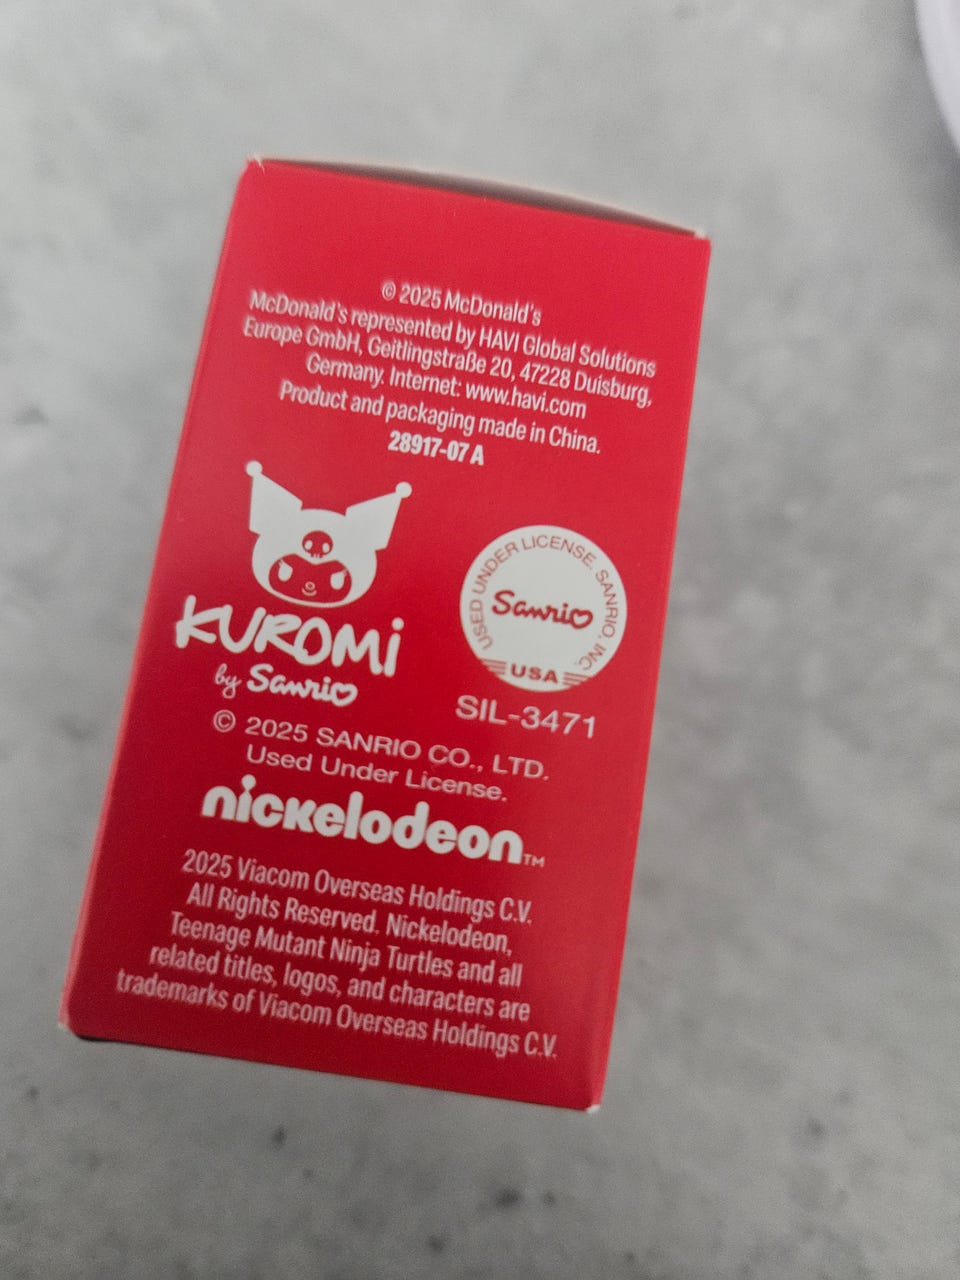 © 2025 McDonald's
McDonald's represented by HAVI Global Solutions
Europe GmbH, Geitlingstraße 20, 47228 Duisburg,
Germany. Internet: www.havi.com
Product and packaging made in China.
28917-07 A
KUROMi
by Sanrio
USED UNDER LICENSE. SANRIO, INC.
Sanrio
USA
SIL-3471
© 2025 SANRIO CO., LTD.
Used Under License.
nickelodeon™
2025 Viacom Overseas Holdings C.V.
All Rights Reserved. Nickelodeon,
Teenage Mutant Ninja Turtles and all
related titles, logos, and characters are
trademarks of Viacom Overseas Holdings C.V.